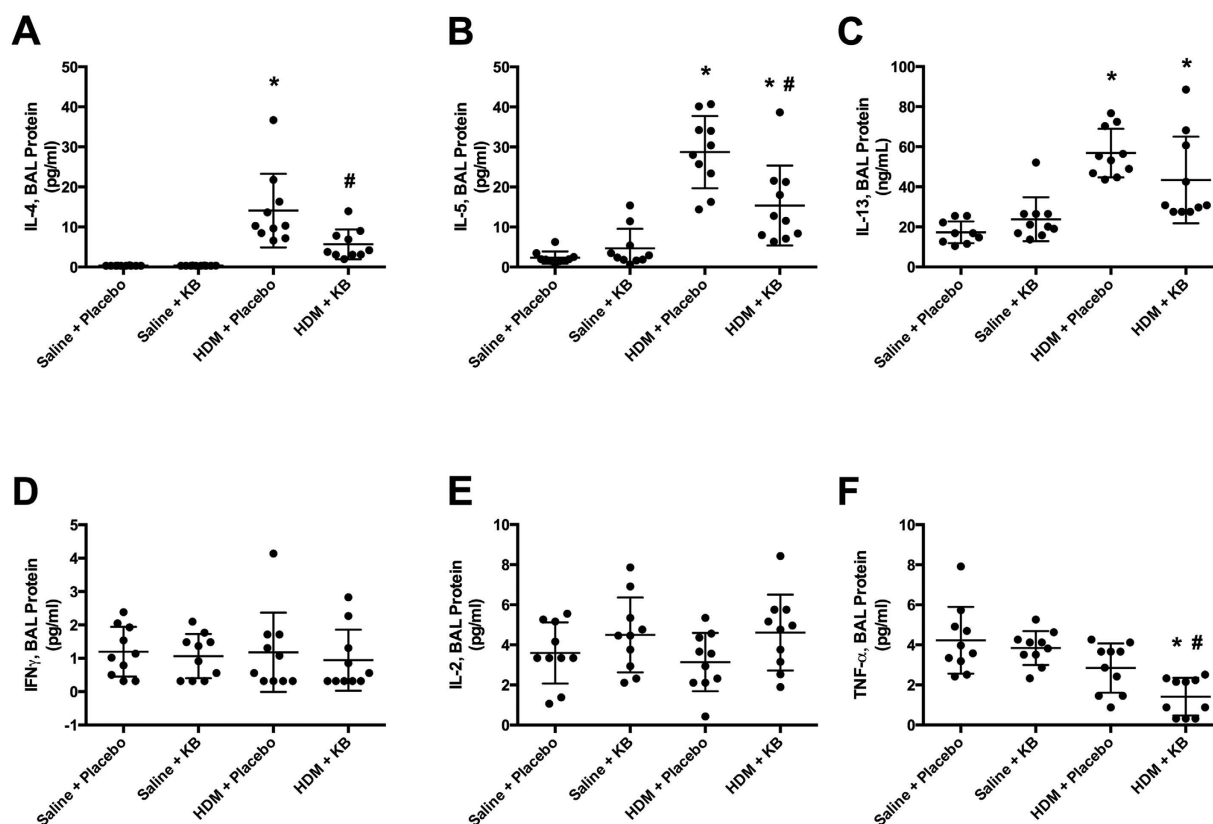 A
IL-4, BAL Protein
(pg/ml)
50
40
30
20
10
0
*
#
Saline + Placebo
Saline + KB
HDM + Placebo
HDM + KB
B
IL-5, BAL Protein
(pg/ml)
50
40
30
20
10
0
*
* #
Saline + Placebo
Saline + KB
HDM + Placebo
HDM + KB
C
IL-13, BAL Protein
(ng/mL)
100
80
60
40
20
0
*
*
Saline + Placebo
Saline + KB
HDM + Placebo
HDM + KB
D
IFNγ, BAL Protein
(pg/ml)
5
4
3
2
1
0
-1
Saline + Placebo
Saline + KB
HDM + Placebo
HDM + KB
E
IL-2, BAL Protein
(pg/ml)
10
8
6
4
2
0
Saline + Placebo
Saline + KB
HDM + Placebo
HDM + KB
F
TNF-α, BAL Protein
(pg/ml)
10
8
6
4
2
0
* #
Saline + Placebo
Saline + KB
HDM + Placebo
HDM + KB